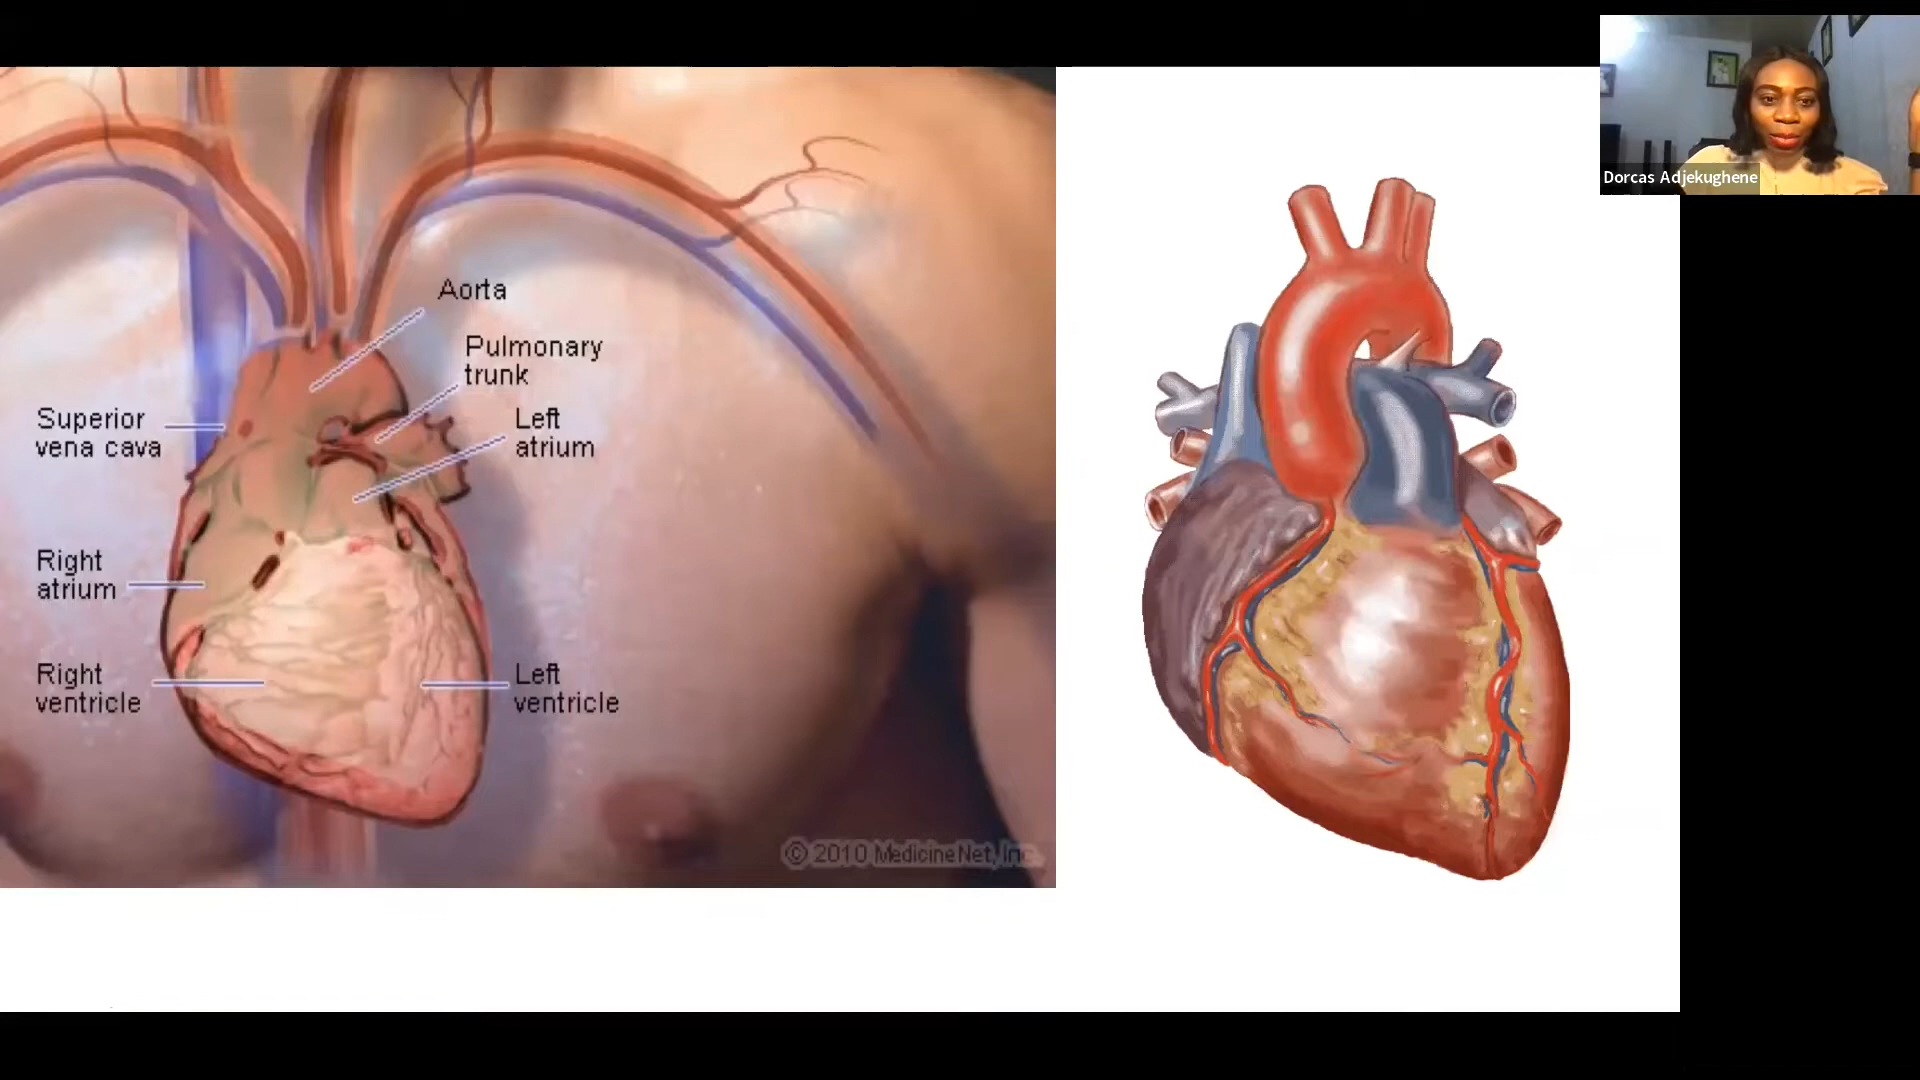 Aorta
Pulmonary
trunk
Superior
vena cava
Left
atrium
Right
atrium
Right
ventricle
Left
ventricle
© 2010 MedicineNet, Inc.
Dorcas Adjekughene